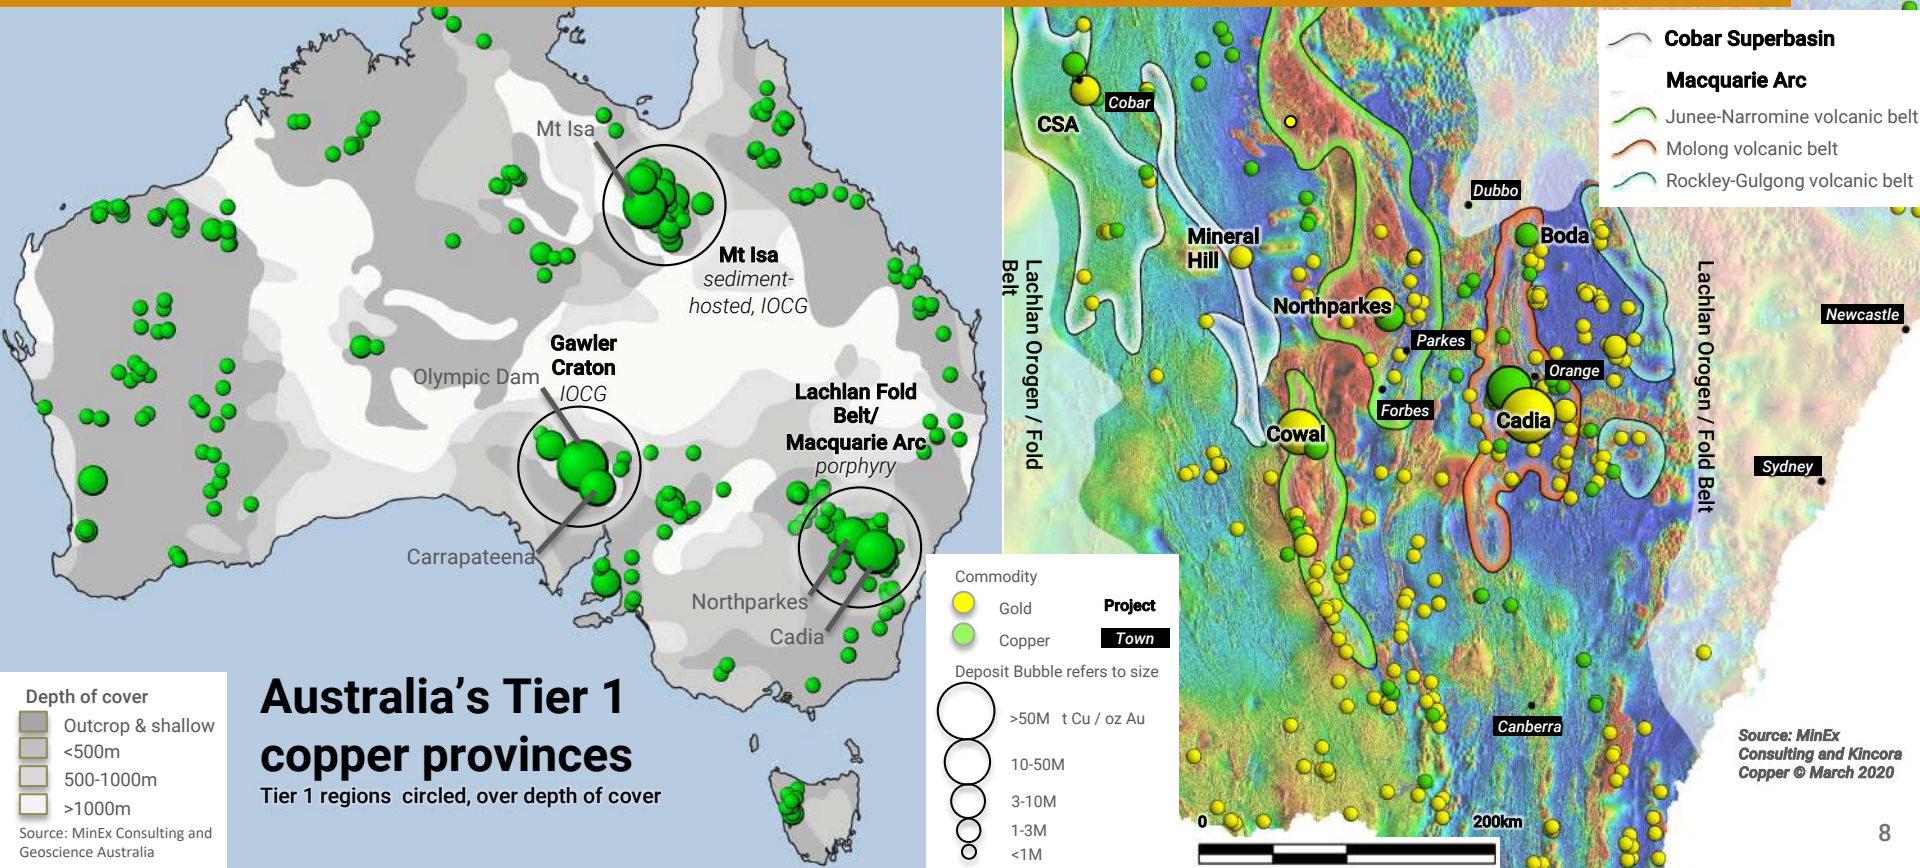 Mt Isa
Mt Isa
sediment-
hosted, IOCG
Gawler
Craton
IOCG
Olympic Dam
Carrapateena
Lachlan Fold
Belt/
Macquarie Arc
porphyry
Northparkes
Cadia
Depth of cover
Outcrop & shallow
<500m
500-1000m
>1000m
Source: MinEx Consulting and
Geoscience Australia
Australia's Tier 1
copper provinces
Tier 1 regions circled, over depth of cover
Commodity
Gold
Copper
Project
Town
Deposit Bubble refers to size
>50M t Cu / oz Au
10-50M
3-10M
1-3M
<1M
Cobar Superbasin
Macquarie Arc
Junee-Narromine volcanic belt
Molong volcanic belt
Rockley-Gulgong volcanic belt
Cobar
CSA
Dubbo
Mineral
Hill
Boda
Lachlan Orogen / Fold
Belt
Northparkes
Parkes
Newcastle
Orange
Forbes
Cadia
Cowal
Lachlan Orogen / Fold Belt
Sydney
Canberra
Source: MinEx
Consulting and Kincora
Copper © March 2020
0
200km
8